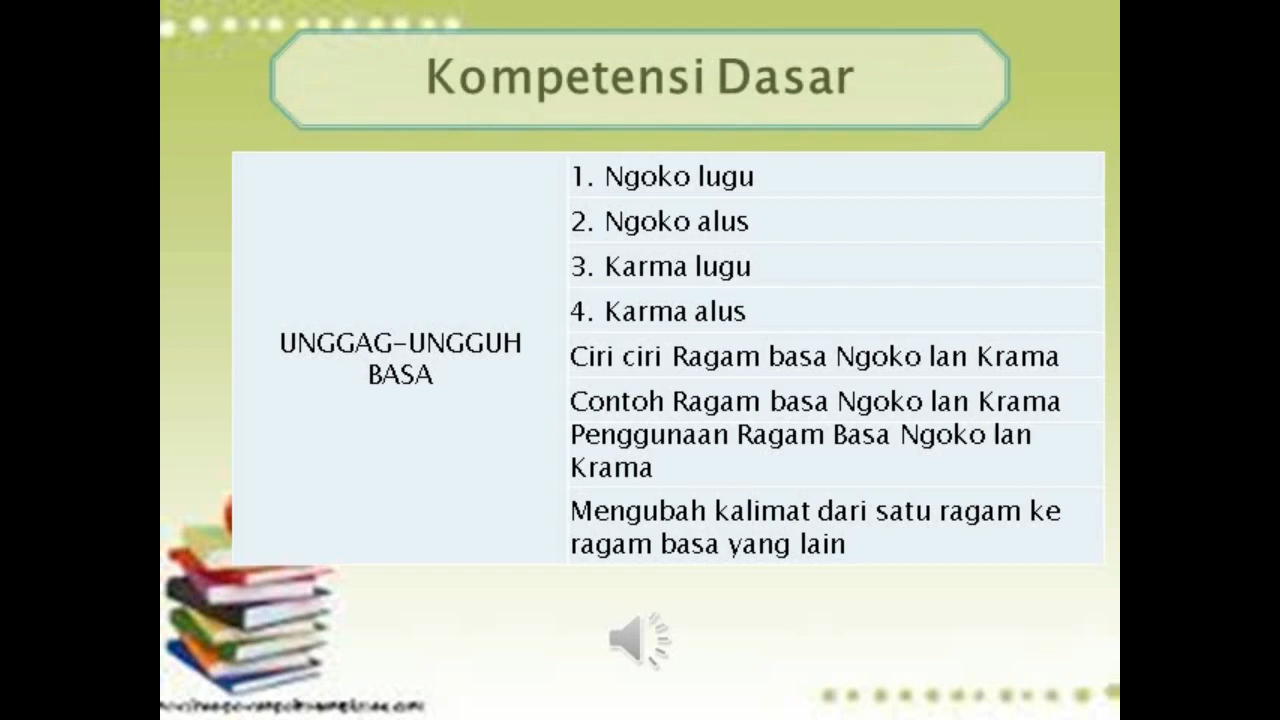 Kompetensi Dasar
UNGGAG-UNGGUH
BASA
1. Ngoko lugu
2. Ngoko alus
3. Karma lugu
4. Karma alus
Ciri ciri Ragam basa Ngoko lan Krama
Contoh Ragam basa Ngoko lan Krama
Penggunaan Ragam Basa Ngoko lan
Krama
Mengubah kalimat dari satu ragam ke
ragam basa yang lain